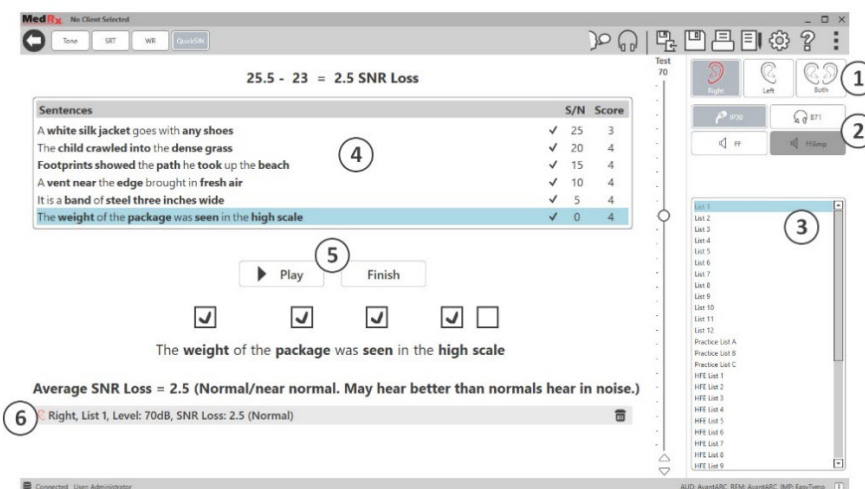 MedRx No Client Selected
Tone SRT WR QuickSIN
Test
70
25.5 - 23 = 2.5 SNR Loss
Sentences S/N Score
A white silk jacket goes with any shoes 25 3
The child crawled into the dense grass 20 4
Footprints showed the path he took up the beach 15 4
A vent near the edge brought in fresh air 10 4
It is a band of steel three inches wide 5 4
The weight of the package was seen in the high scale 0 4
4
5
Play Finish
The weight of the package was seen in the high scale
Average SNR Loss = 2.5 (Normal/near normal. May hear better than normals hear in noise.)
6
Right, List 1, Level: 70dB, SNR Loss: 2.5 (Normal)
Right Left Both
1
IP30 B71
2
FF
3
List 1
List 2
List 3
List 4
List 5
List 6
List 7
List 8
List 9
List 10
List 11
List 12
Practice List A
Practice List B
Practice List C
HFE List 1
HFE List 2
HFE List 3
HFE List 4
HFE List 5
HFE List 6
HFE List 7
HFE List 8
HFE List 9
Connected User: Administrator
AUD: AvantARC REM: AvantARC IMP: EasyTymp